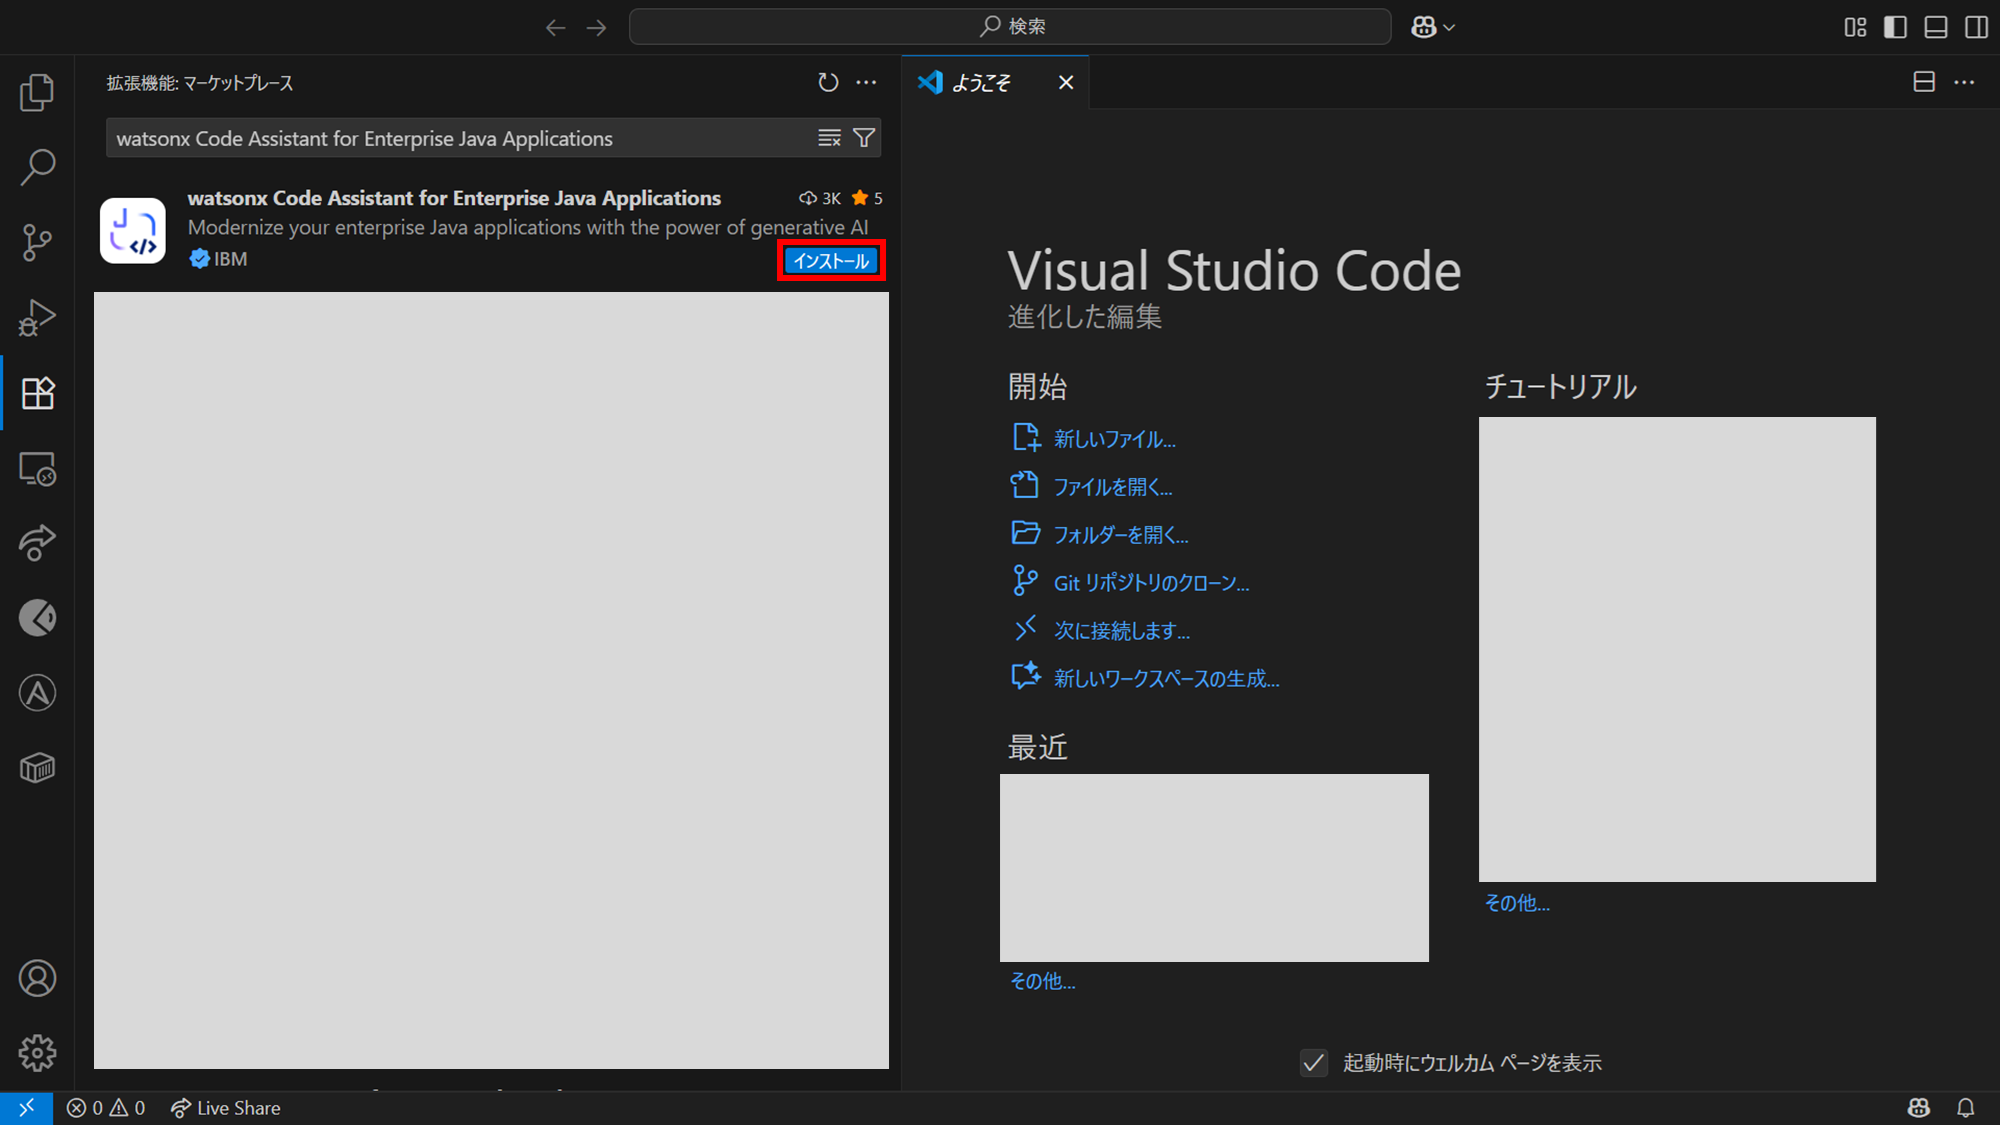 検索
拡張機能: マーケットプレース
watsonx Code Assistant for Enterprise Java Applications
watsonx Code Assistant for Enterprise Java Applications
3K
5
Modernize your enterprise Java applications with the power of generative AI
IBM
インストール
ようこそ
Visual Studio Code
進化した編集
開始
新しいファイル...
ファイルを開く...
フォルダーを開く...
Git リポジトリのクローン...
次に接続します...
新しいワークスペースの生成...
最近
その他...
チュートリアル
その他...
起動時にウェルカム ページを表示
0
0
Live Share